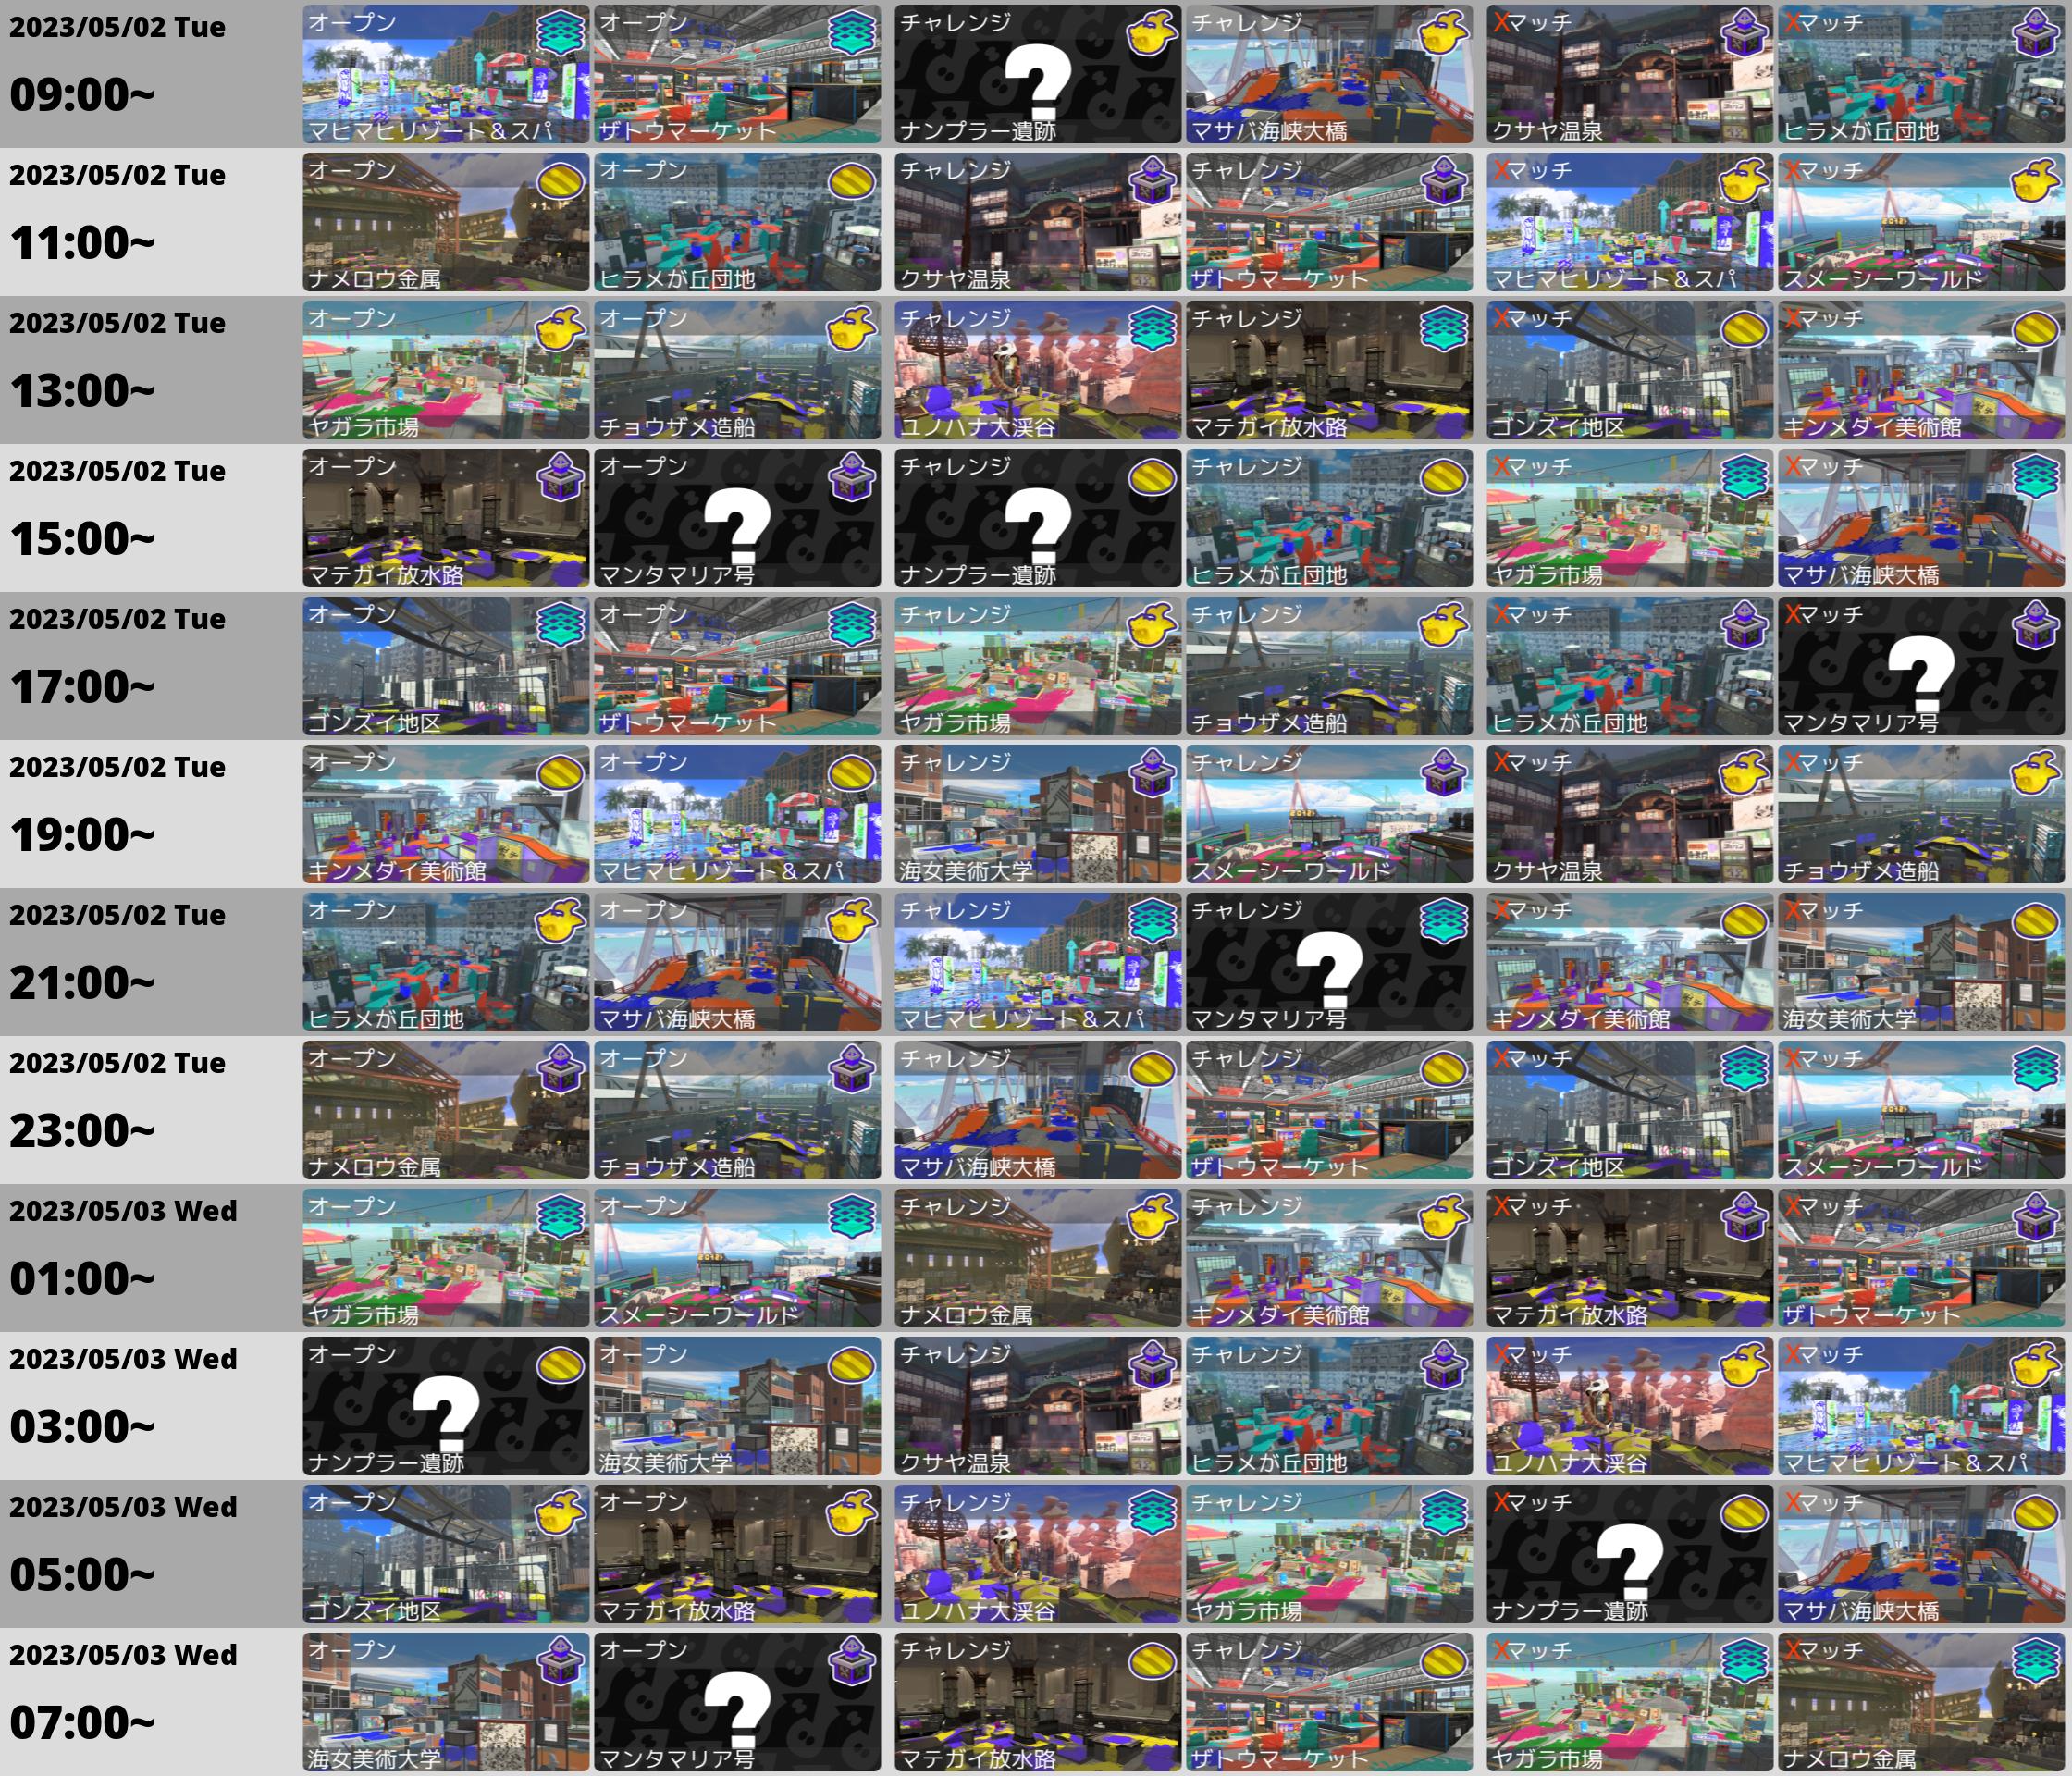 2023/05/02 Tue
09:00~
オープン
マヒマヒリゾート＆スパ
オープン
ザトウマーケット
チャレンジ
ナンプラー遺跡
チャレンジ
マサバ海峡大橋
Xマッチ
クサヤ温泉
Xマッチ
ヒラメが丘団地
2023/05/02 Tue
11:00~
オープン
ナメロウ金属
オープン
ヒラメが丘団地
チャレンジ
クサヤ温泉
チャレンジ
ザトウマーケット
Xマッチ
マヒマヒリゾート＆スパ
Xマッチ
スメーシーワールド
2023/05/02 Tue
13:00~
オープン
ヤガラ市場
オープン
チョウザメ造船
チャレンジ
ユノハナ大渓谷
チャレンジ
マテガイ放水路
Xマッチ
ゴンズイ地区
Xマッチ
キンメダイ美術館
2023/05/02 Tue
15:00~
オープン
マテガイ放水路
オープン
マンタマリア号
チャレンジ
ナンプラー遺跡
チャレンジ
ヒラメが丘団地
Xマッチ
ヤガラ市場
Xマッチ
マサバ海峡大橋
2023/05/02 Tue
17:00~
オープン
ゴンズイ地区
オープン
ザトウマーケット
チャレンジ
ヤガラ市場
チャレンジ
チョウザメ造船
Xマッチ
ヒラメが丘団地
Xマッチ
マンタマリア号
2023/05/02 Tue
19:00~
オープン
キンメダイ美術館
オープン
マヒマヒリゾート＆スパ
チャレンジ
海女美術大学
チャレンジ
スメーシーワールド
Xマッチ
クサヤ温泉
Xマッチ
チョウザメ造船
2023/05/02 Tue
21:00~
オープン
ヒラメが丘団地
オープン
マサバ海峡大橋
チャレンジ
マヒマヒリゾート＆スパ
チャレンジ
マンタマリア号
Xマッチ
キンメダイ美術館
Xマッチ
海女美術大学
2023/05/02 Tue
23:00~
オープン
ナメロウ金属
オープン
チョウザメ造船
チャレンジ
マサバ海峡大橋
チャレンジ
ザトウマーケット
Xマッチ
ゴンズイ地区
Xマッチ
スメーシーワールド
2023/05/03 Wed
01:00~
オープン
ヤガラ市場
オープン
スメーシーワールド
チャレンジ
ナメロウ金属
チャレンジ
キンメダイ美術館
Xマッチ
マテガイ放水路
Xマッチ
ザトウマーケット
2023/05/03 Wed
03:00~
オープン
ナンプラー遺跡
オープン
海女美術大学
チャレンジ
クサヤ温泉
チャレンジ
ヒラメが丘団地
Xマッチ
ユノハナ大渓谷
Xマッチ
マヒマヒリゾート＆スパ
2023/05/03 Wed
05:00~
オープン
ゴンズイ地区
オープン
マテガイ放水路
チャレンジ
ユノハナ大渓谷
チャレンジ
ヤガラ市場
Xマッチ
ナンプラー遺跡
Xマッチ
マサバ海峡大橋
2023/05/03 Wed
07:00~
オープン
海女美術大学
オープン
マンタマリア号
チャレンジ
マテガイ放水路
チャレンジ
ザトウマーケット
Xマッチ
ヤガラ市場
Xマッチ
ナメロウ金属